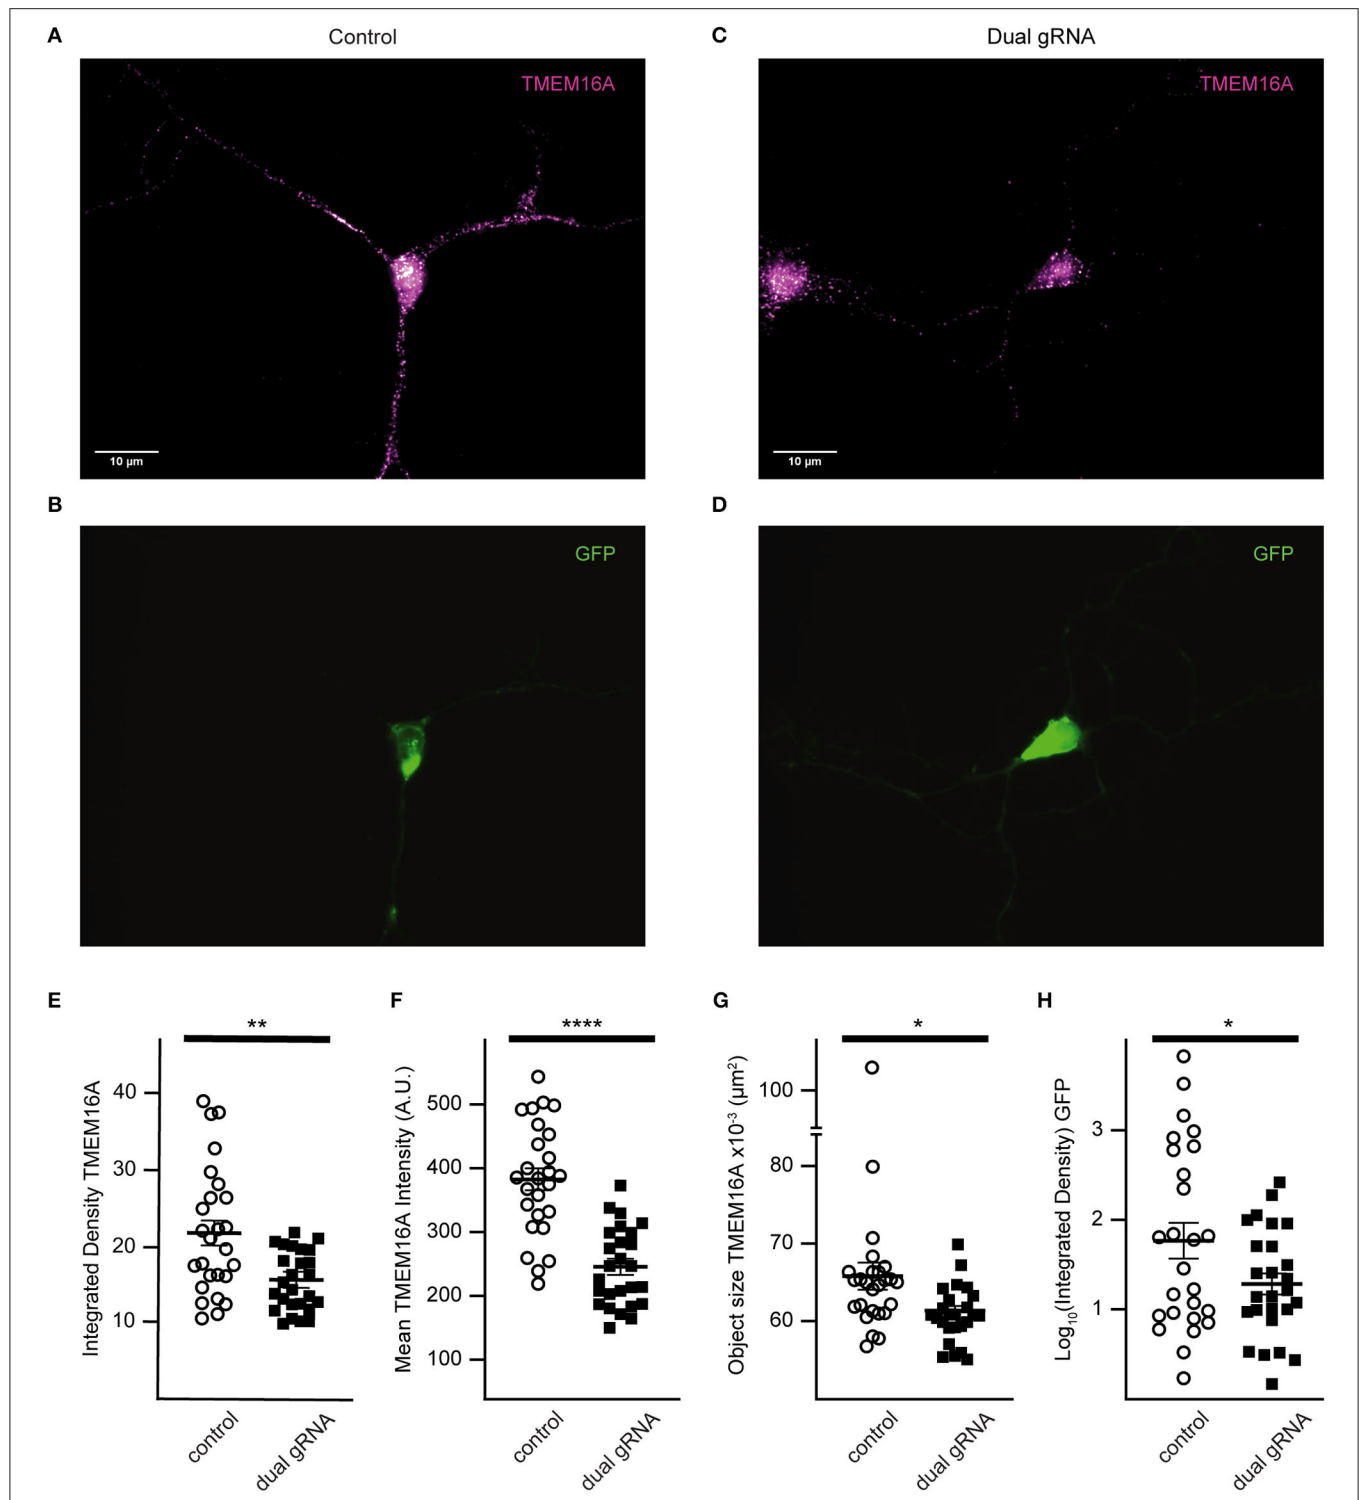 A
Control
C
Dual gRNA
TMEM16A
TMEM16A
10 µm
10 µm
B
D
GFP
GFP
E
F
G
H
**
****
*
*
Integrated Density TMEM16A
40
30
20
10
control
dual gRNA
Mean TMEM16A Intensity (A.U.)
500
400
300
200
100
control
dual gRNA
Object size TMEM16A x10⁻³ (µm²)
100
80
70
60
control
dual gRNA
Log₁₀(Integrated Density) GFP
3
2
1
control
dual gRNA